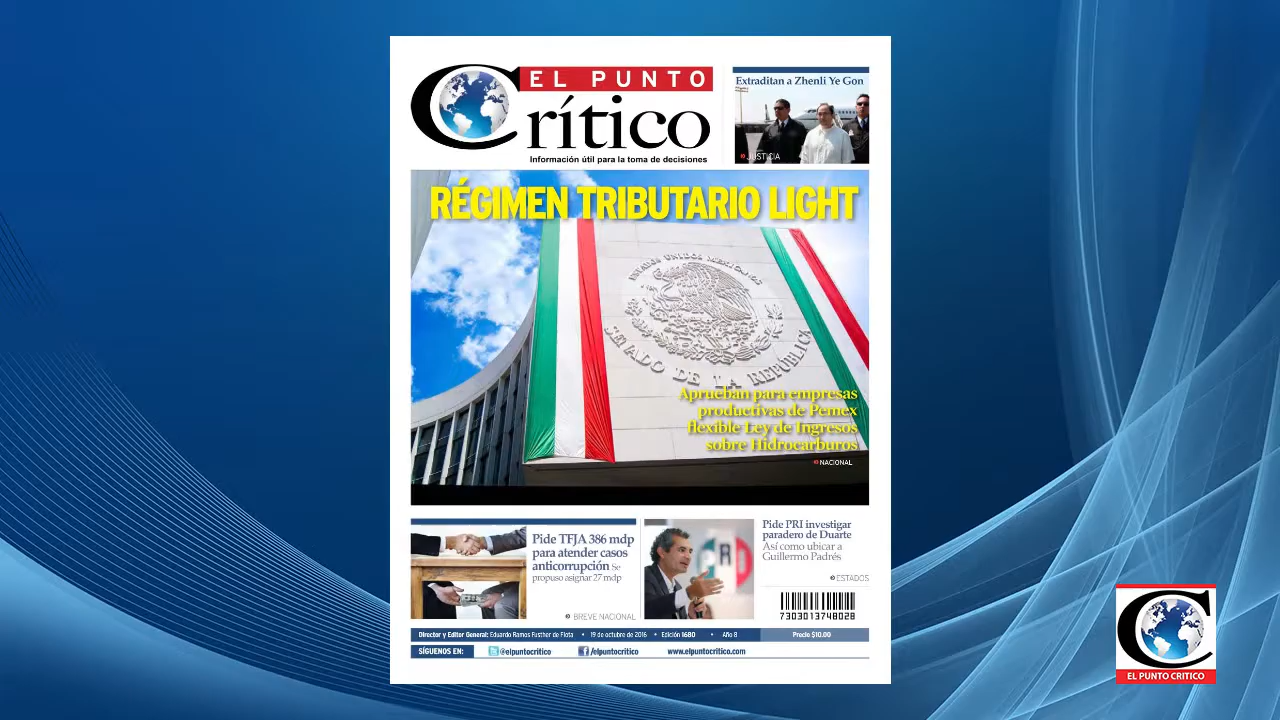 EL PUNTO
Crítico
Información útil para la toma de decisiones
Extraditan a Zhenli Ye Gon
JUSTICIA
RÉGIMEN TRIBUTARIO LIGHT
ESTADOS UNIDOS MEXICANOS
SENADO DE LA REPÚBLICA
Aprueban para empresas
productivas de Pemex
flexible Ley de Ingresos
sobre Hidrocarburos
NACIONAL
Pide TFJA 386 mdp
para atender casos
anticorrupción Se
propuso asignar 27 mdp
BREVE NACIONAL
PRD
Pide PRI investigar
paradero de Duarte
Así como ubicar a
Guillermo Padrés
ESTADOS
7303013748028
Director y Editor General: Eduardo Ramos Fusther de Flota • 19 de octubre de 2016 • Edición 1680 • Año 8 Precio $10.00
SÍGUENOS EN: @elpuntocritico /elpuntocritico www.elpuntocritico.com
C
EL PUNTO CRITICO